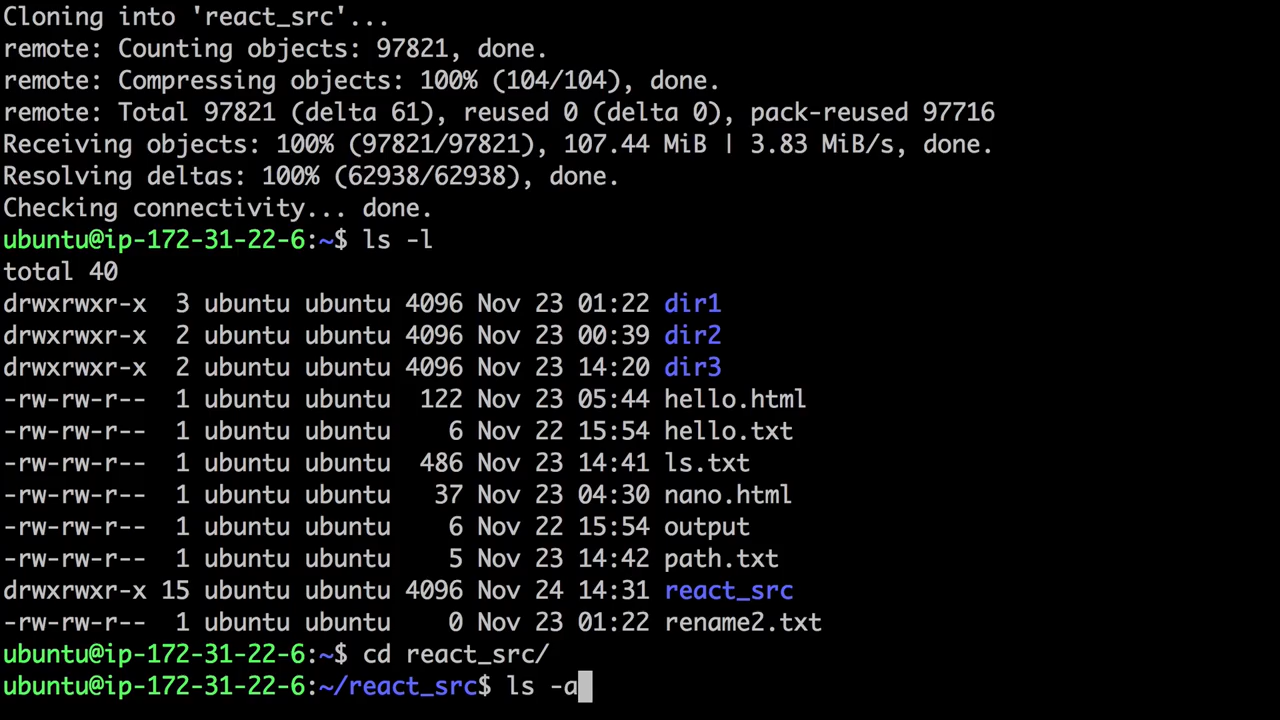 Cloning into 'react_src'...
remote: Counting objects: 97821, done.
remote: Compressing objects: 100% (104/104), done.
remote: Total 97821 (delta 61), reused 0 (delta 0), pack-reused 97716
Receiving objects: 100% (97821/97821), 107.44 MiB | 3.83 MiB/s, done.
Resolving deltas: 100% (62938/62938), done.
Checking connectivity... done.
ubuntu@ip-172-31-22-6:~$ ls -l
total 40
drwxrwxr-x  3 ubuntu ubuntu 4096 Nov 23 01:22 dir1
drwxrwxr-x  2 ubuntu ubuntu 4096 Nov 23 00:39 dir2
drwxrwxr-x  2 ubuntu ubuntu 4096 Nov 23 14:20 dir3
-rw-rw-r--  1 ubuntu ubuntu  122 Nov 23 05:44 hello.html
-rw-rw-r--  1 ubuntu ubuntu    6 Nov 22 15:54 hello.txt
-rw-rw-r--  1 ubuntu ubuntu  486 Nov 23 14:41 ls.txt
-rw-rw-r--  1 ubuntu ubuntu   37 Nov 23 04:30 nano.html
-rw-rw-r--  1 ubuntu ubuntu    6 Nov 22 15:54 output
-rw-rw-r--  1 ubuntu ubuntu    5 Nov 23 14:42 path.txt
drwxrwxr-x 15 ubuntu ubuntu 4096 Nov 24 14:31 react_src
-rw-rw-r--  1 ubuntu ubuntu    0 Nov 23 01:22 rename2.txt
ubuntu@ip-172-31-22-6:~$ cd react_src/
ubuntu@ip-172-31-22-6:~/react_src$ ls -a